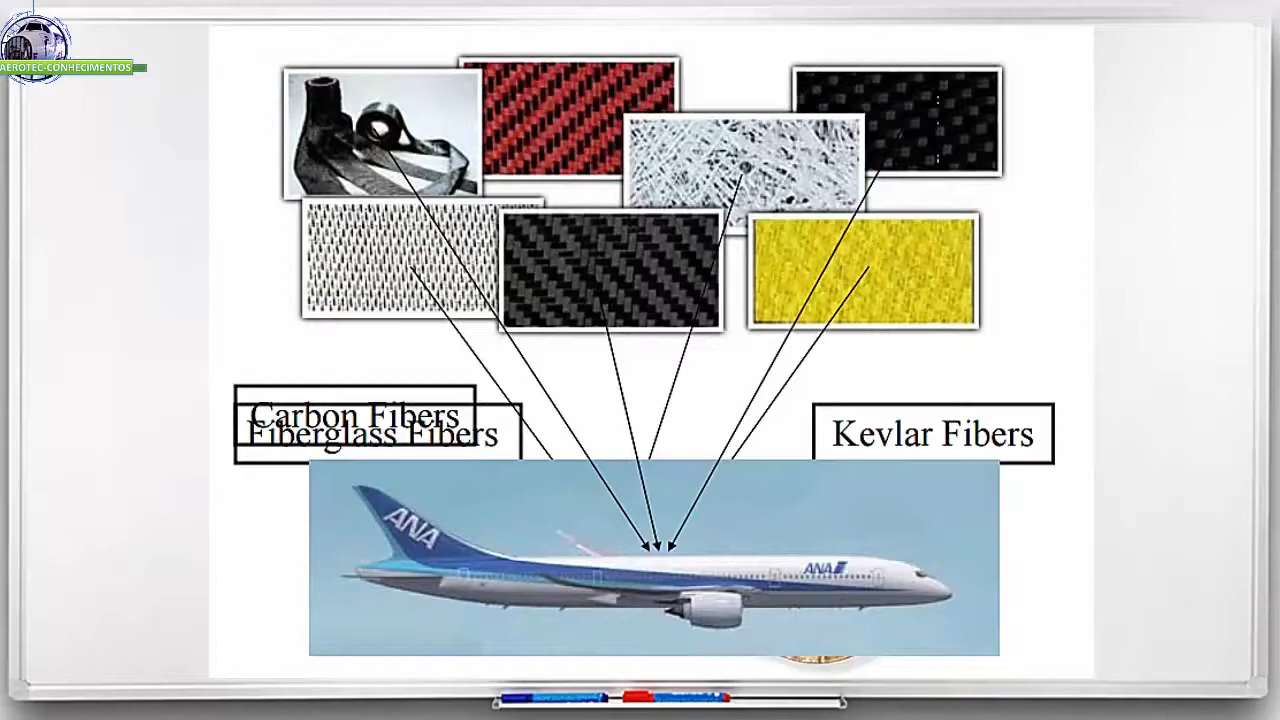 AEROTEC-CONHECIMENTOS
Carbon Fibers
Fiberglass Fibers
Kevlar Fibers
ANA
ANA